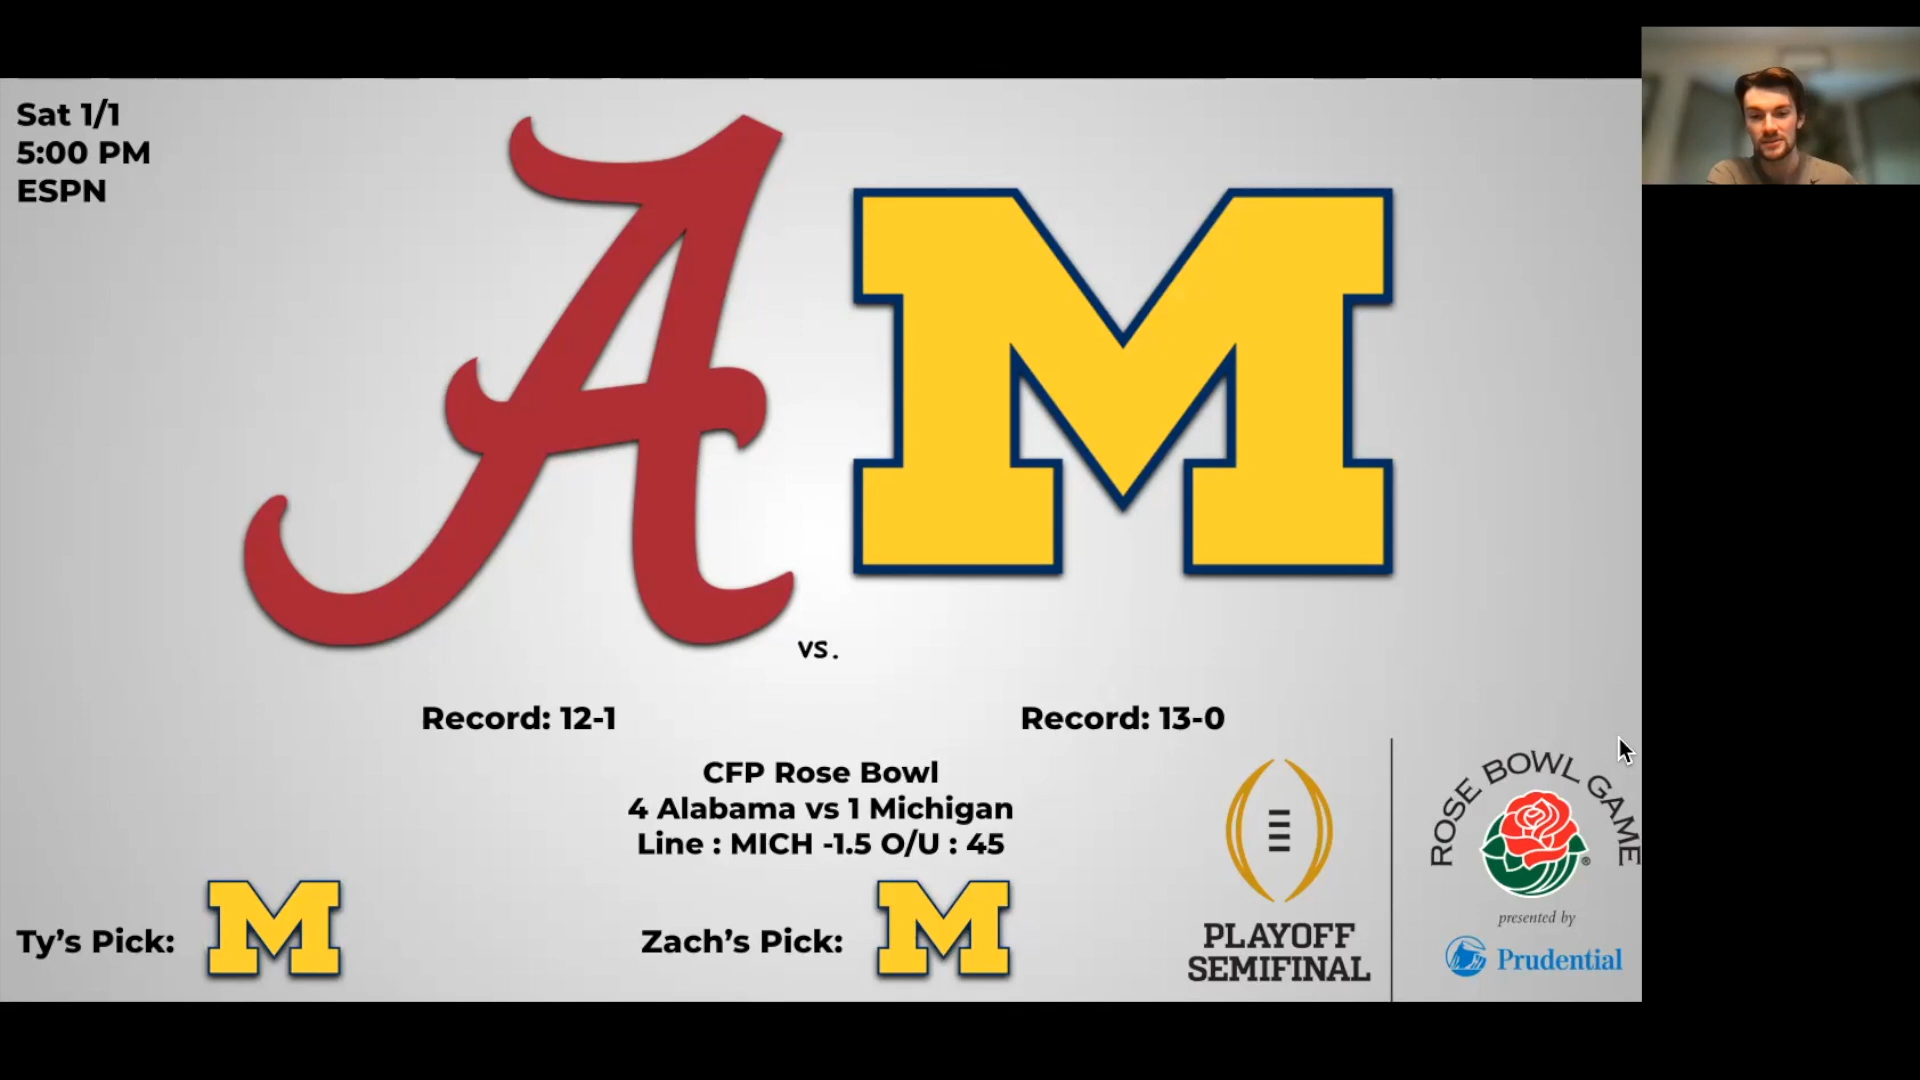 Sat 1/1
5:00 PM
ESPN
A M
vs.
Record: 12-1
Record: 13-0
CFP Rose Bowl
4 Alabama vs 1 Michigan
Line : MICH -1.5 O/U : 45
Ty's Pick: M
Zach's Pick: M
PLAYOFF
SEMIFINAL
ROSE BOWL GAME
®
presented by
Prudential